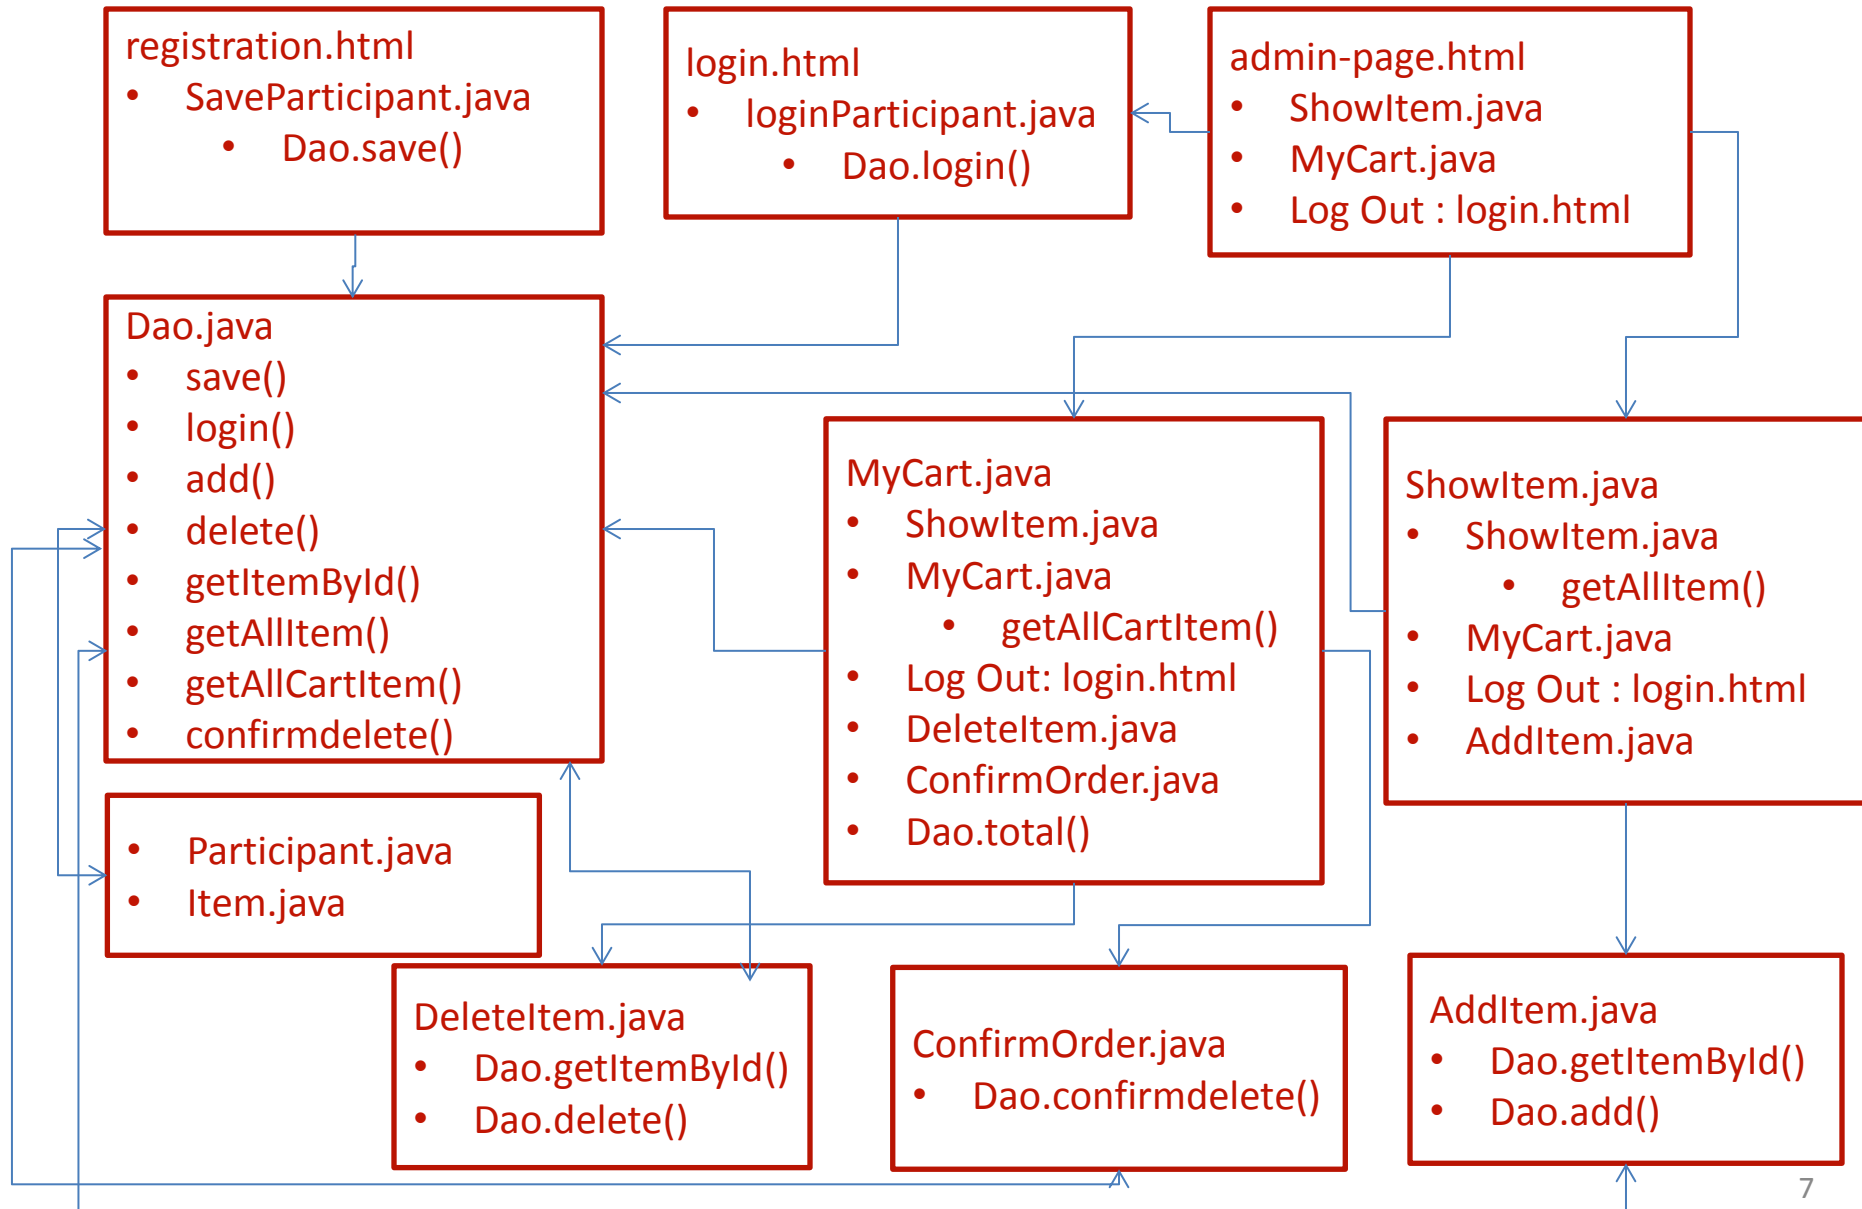 registration.html
• SaveParticipant.java
• Dao.save()
login.html
• loginParticipant.java
• Dao.login()
admin-page.html
• ShowItem.java
• MyCart.java
• Log Out : login.html
Dao.java
• save()
• login()
• add()
• delete()
• getItemById()
• getAllItem()
• getAllCartItem()
• confirmdelete()
MyCart.java
• ShowItem.java
• MyCart.java
• getAllCartItem()
• Log Out: login.html
• DeleteItem.java
• ConfirmOrder.java
• Dao.total()
ShowItem.java
• ShowItem.java
• getAllItem()
• MyCart.java
• Log Out : login.html
• AddItem.java
• Participant.java
• Item.java
DeleteItem.java
• Dao.getItemById()
• Dao.delete()
ConfirmOrder.java
• Dao.confirmdelete()
AddItem.java
• Dao.getItemById()
• Dao.add()
7